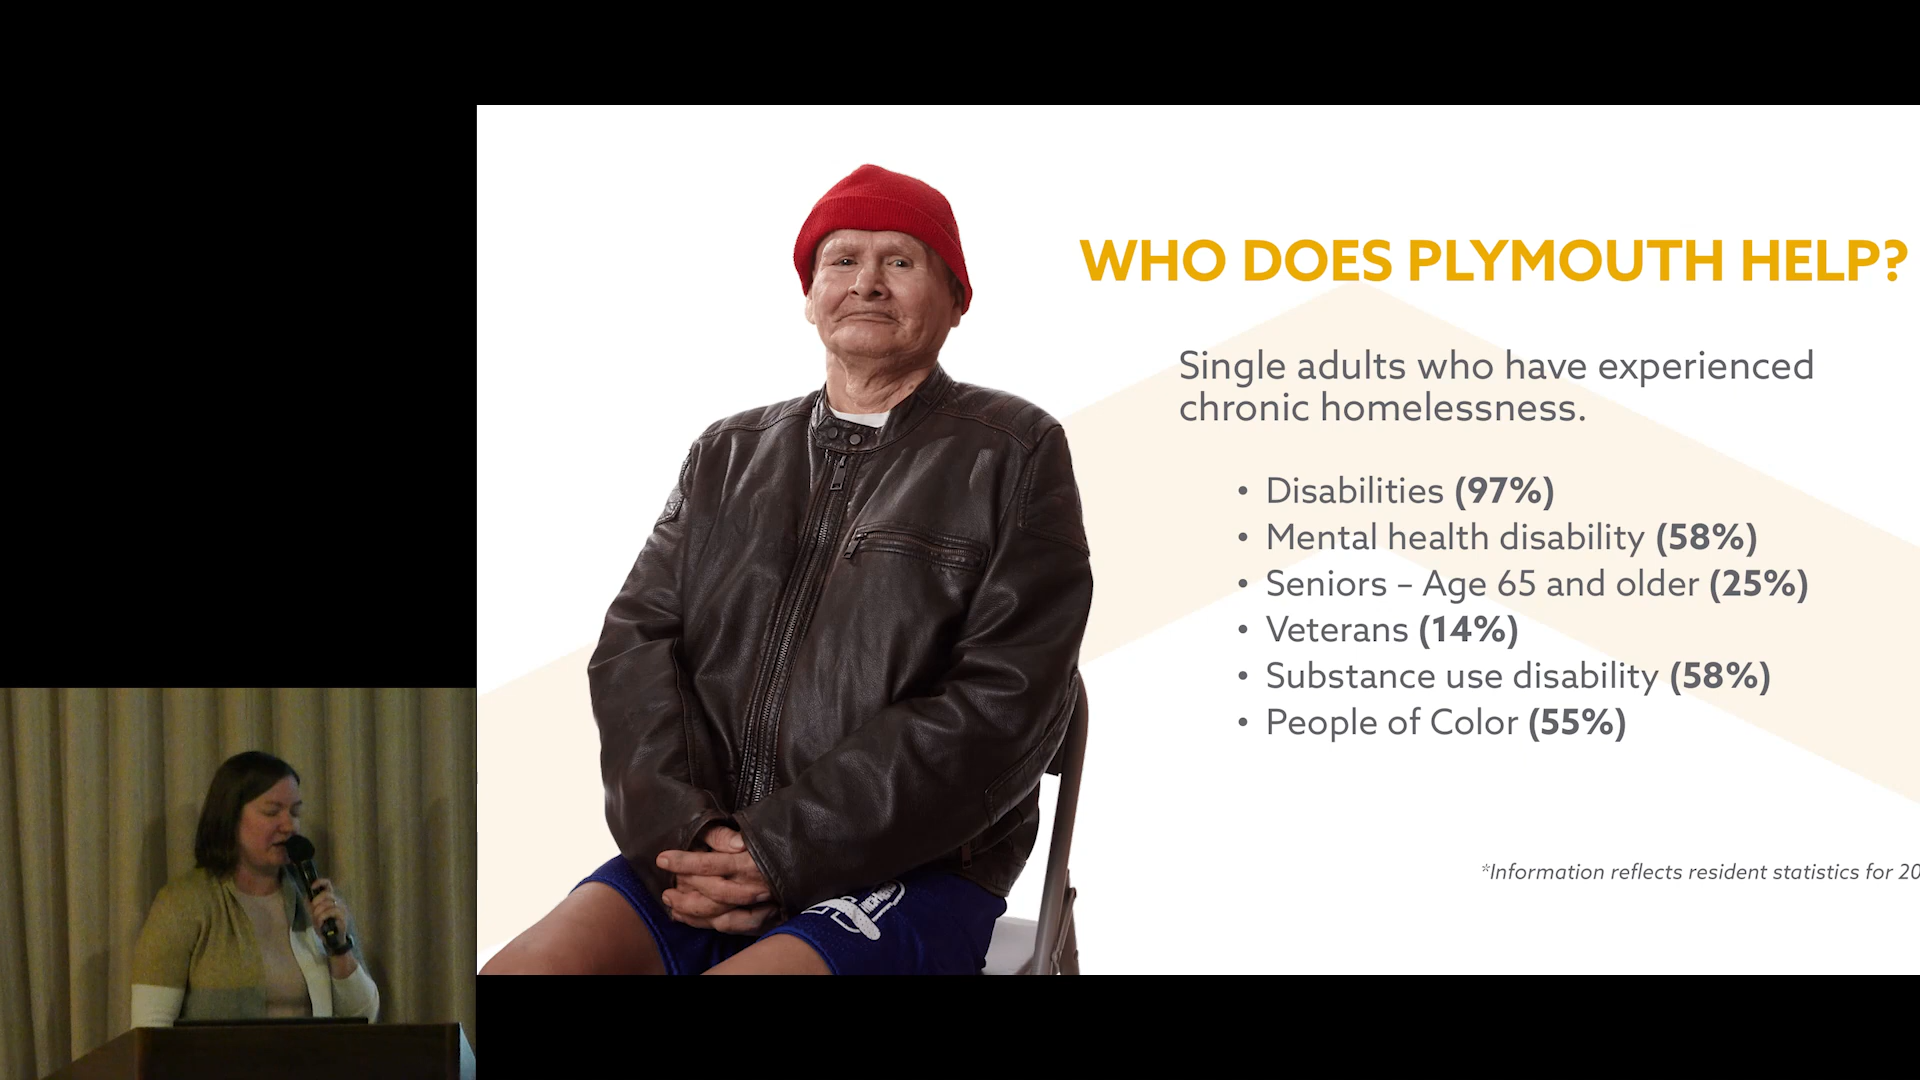 WHO DOES PLYMOUTH HELP?
Single adults who have experienced
chronic homelessness.
• Disabilities (97%)
• Mental health disability (58%)
• Seniors – Age 65 and older (25%)
• Veterans (14%)
• Substance use disability (58%)
• People of Color (55%)
*Information reflects resident statistics for 20